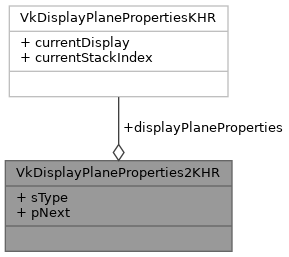 VkDisplayPlanePropertiesKHR
+ currentDisplay
+ currentStackIndex
+displayPlaneProperties
VkDisplayPlaneProperties2KHR
+ sType
+ pNext